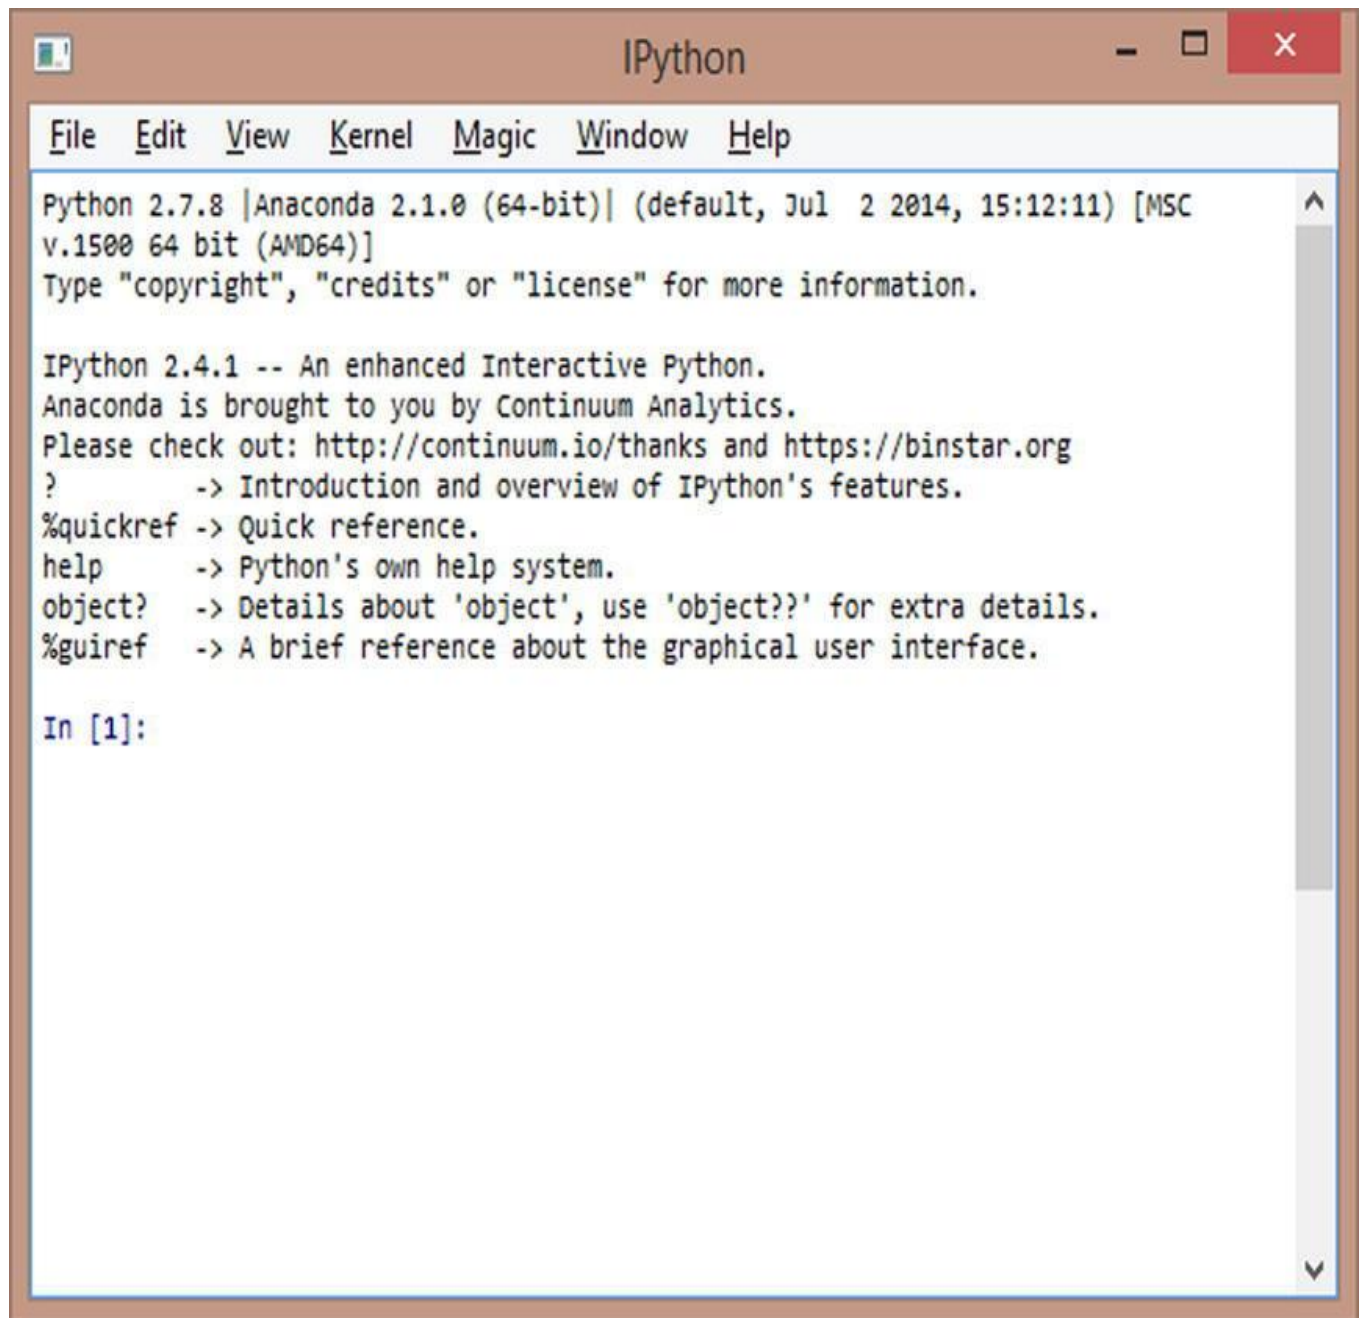 IPython
File Edit View Kernel Magic Window Help
Python 2.7.8 |Anaconda 2.1.0 (64-bit)| (default, Jul  2 2014, 15:12:11) [MSC
v.1500 64 bit (AMD64)]
Type "copyright", "credits" or "license" for more information.

IPython 2.4.1 -- An enhanced Interactive Python.
Anaconda is brought to you by Continuum Analytics.
Please check out: http://continuum.io/thanks and https://binstar.org
?         -> Introduction and overview of IPython's features.
%quickref -> Quick reference.
help      -> Python's own help system.
object?   -> Details about 'object', use 'object??' for extra details.
%guiref   -> A brief reference about the graphical user interface.

In [1]: